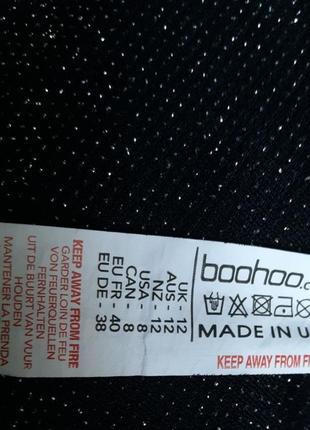 boohoo.c
MADE IN U
KEEP AWAY FROM F
UK - 12
AUS - 12
NZ - 12
USA - 8
CAN - 8
EU FR - 40
EU DE - 38
KEEP AWAY FROM FIRE
GARDER LOIN DE FEU
VON FEUERQUELLEN
FERNHALTEN
UIT DE BUURT VAN VUUR
HOUDEN
MANTENER LA PRENDA